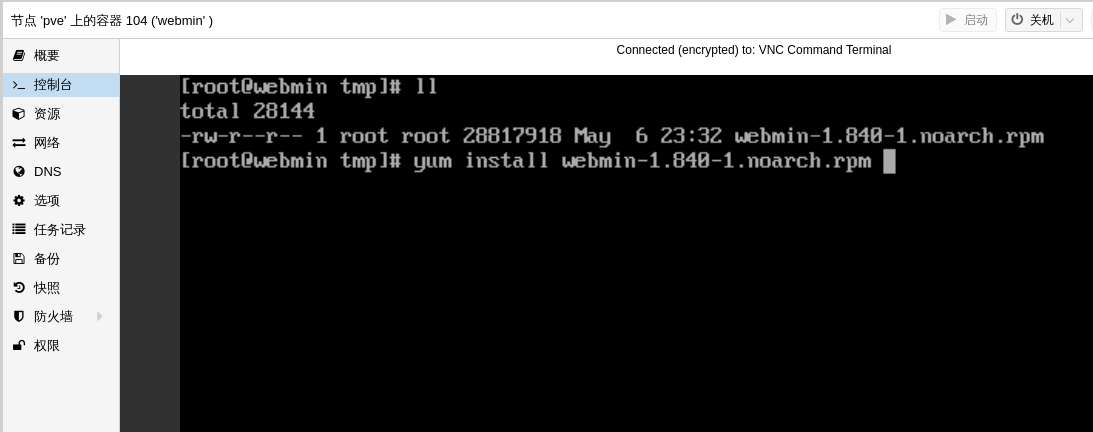 节点 'pve' 上的容器 104 ('webmin' )
启动
关机
概要
控制台
资源
网络
DNS
选项
任务记录
备份
快照
防火墙
权限
Connected (encrypted) to: VNC Command Terminal
[root@webmin tmp]# ll
total 28144
-rw-r--r-- 1 root root 28817918 May  6 23:32 webmin-1.840-1.noarch.rpm
[root@webmin tmp]# yum install webmin-1.840-1.noarch.rpm